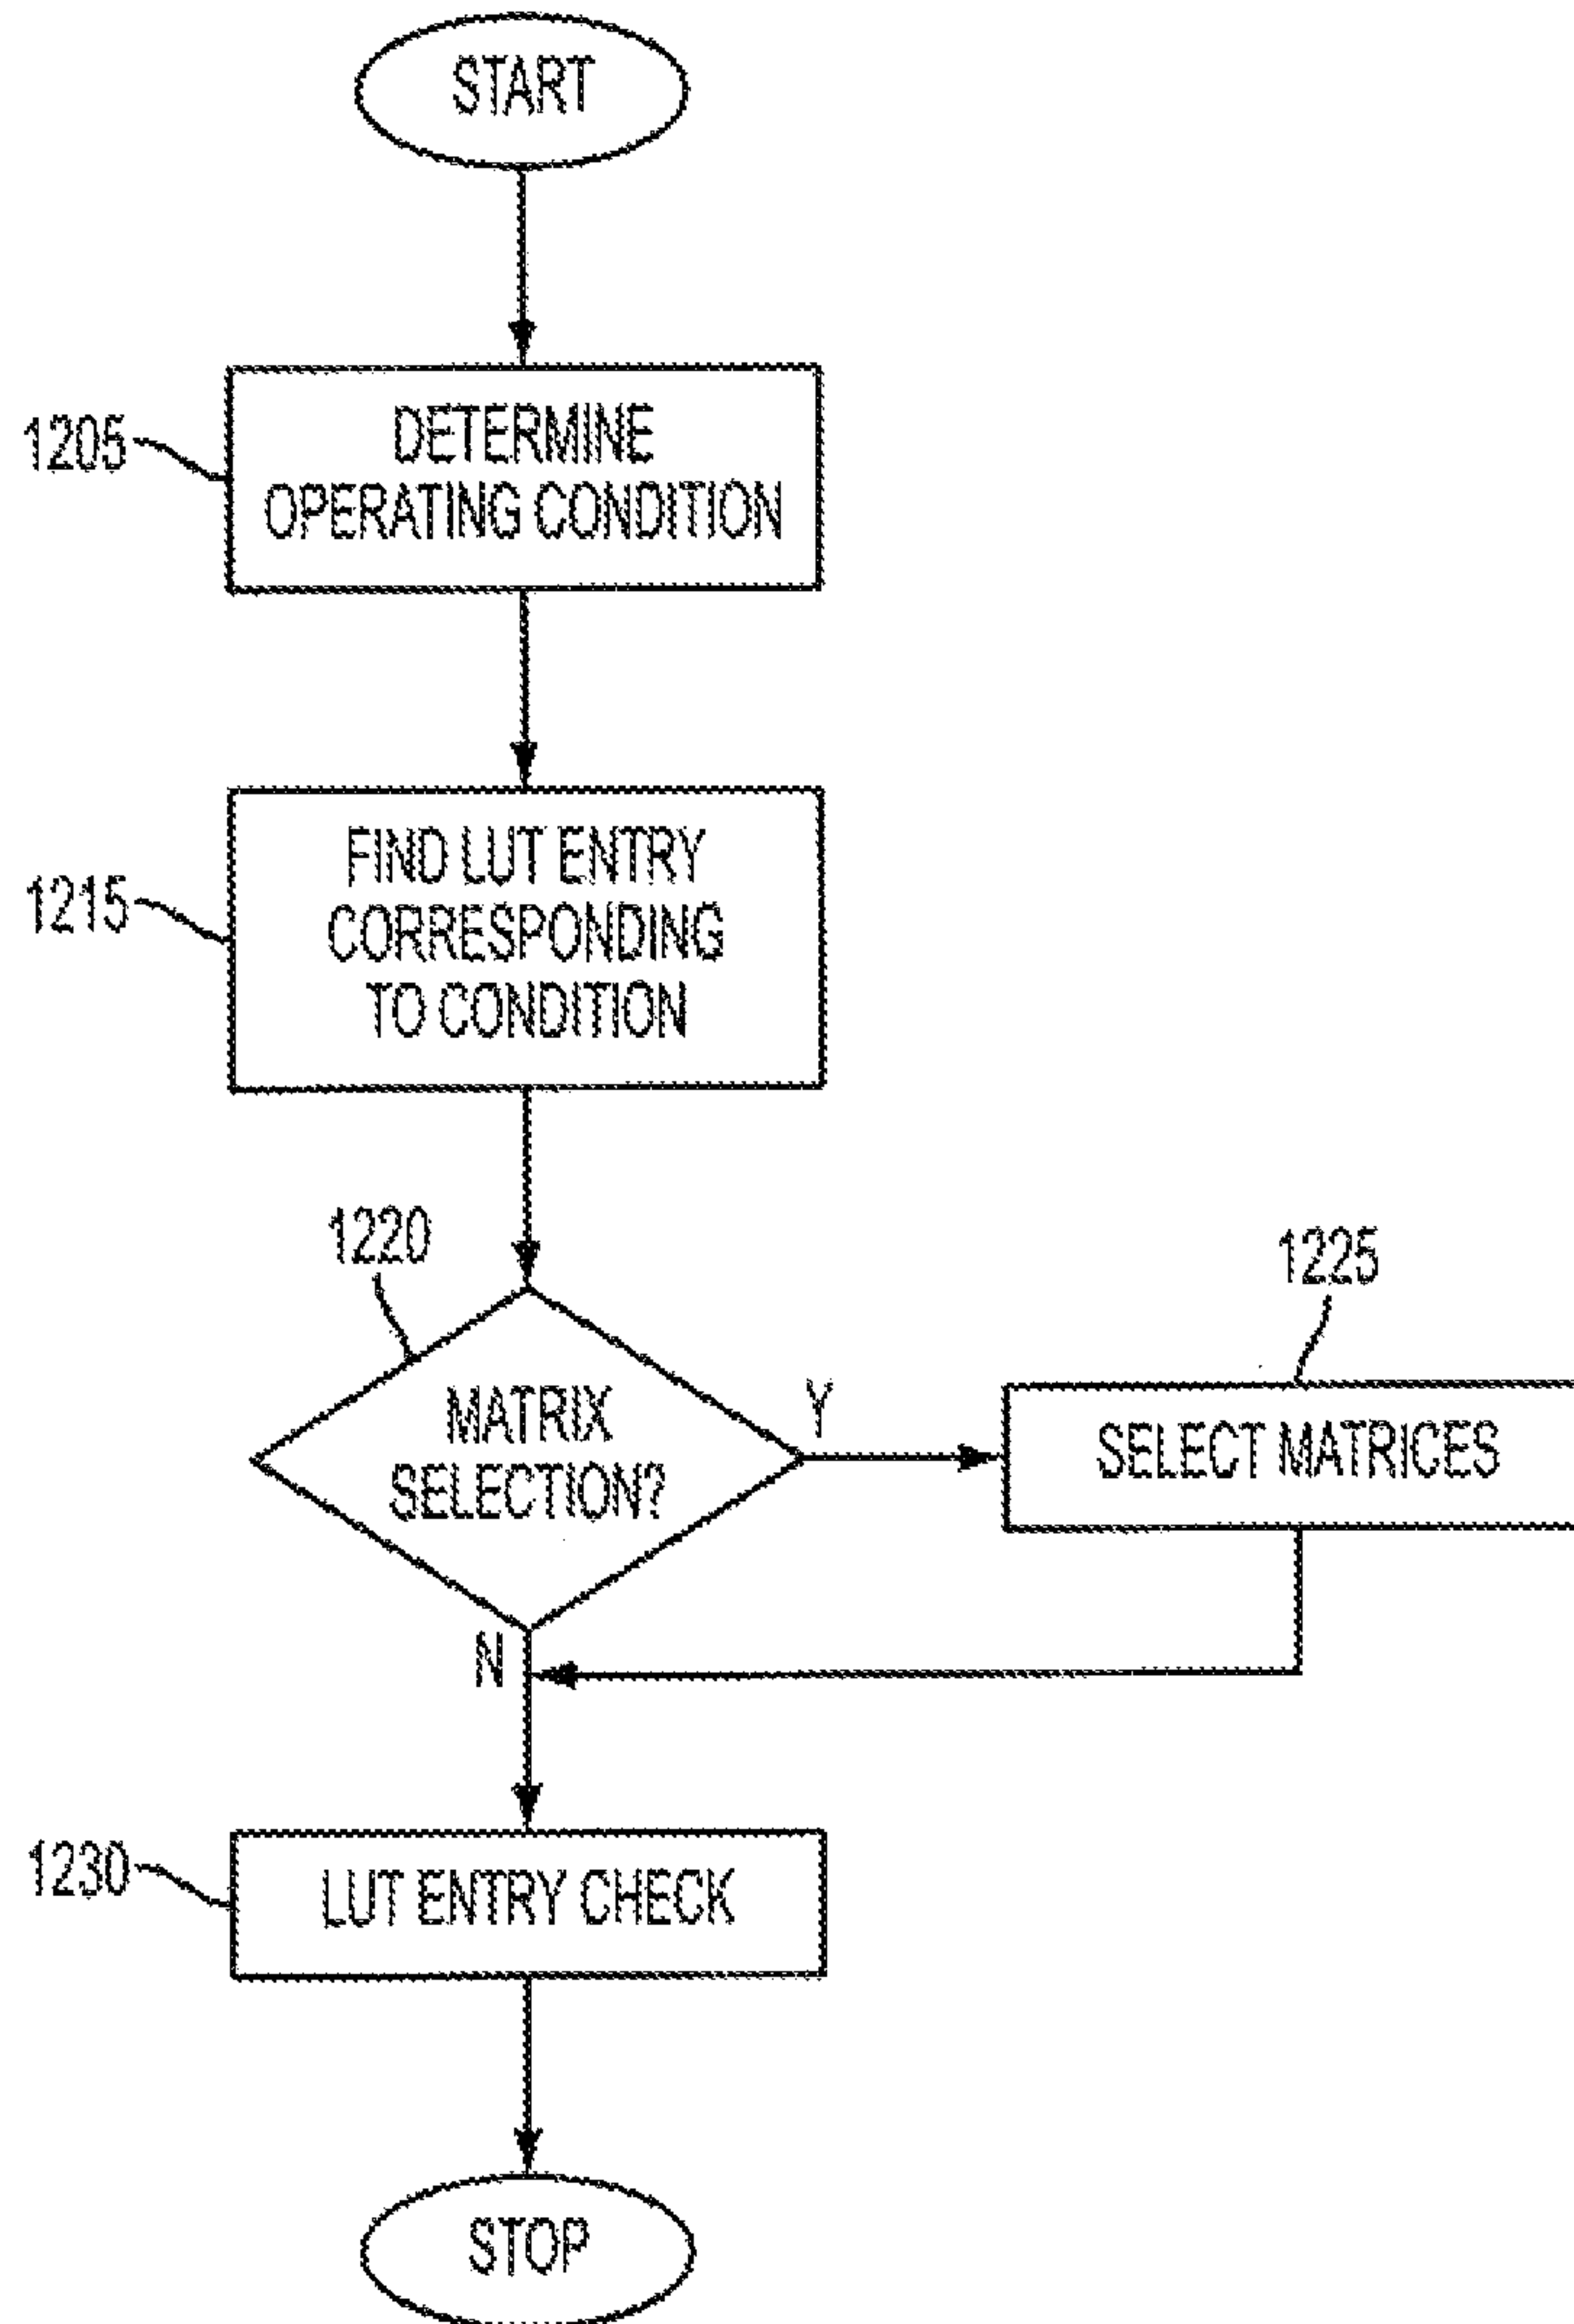 START
1205
DETERMINE
OPERATING CONDITION
1215
FIND LUT ENTRY
CORRESPONDING
TO CONDITION
1220
MATRIX
SELECTION?
Y
1225
SELECT MATRICES
N
1230
LUT ENTRY CHECK
STOP